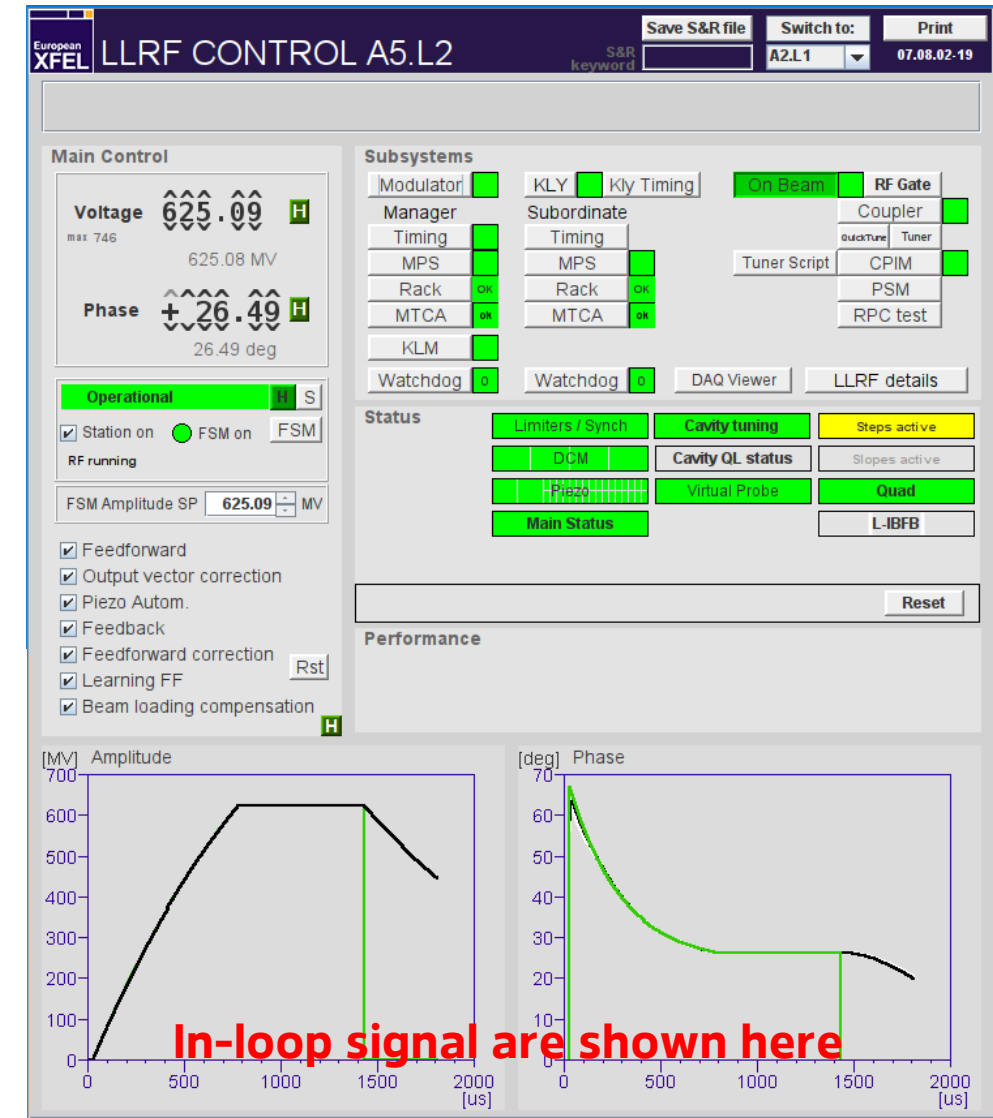 European
XFEL
LLRF CONTROL A5.L2
S&R
keyword
Save S&R file
Switch to:
A2.L1
Print
07.08.02-19
Main Control
Voltage 625.09 H
max 746
625.08 MV
Phase +26.49 H
26.49 deg
Operational H S
Station on FSM on FSM
RF running
FSM Amplitude SP 625.09 MV
Feedforward
Output vector correction
Piezo Autom.
Feedback
Feedforward correction
Rst
Learning FF
Beam loading compensation
H
Subsystems
Modulator KLY Kly Timing On Beam RF Gate
Manager Subordinate Coupler
Timing Timing QuickTune Tuner
MPS MPS Tuner Script CPIM
Rack OK Rack OK PSM
MTCA ok MTCA ok RPC test
KLM
Watchdog 0 Watchdog 0 DAQ Viewer LLRF details
Status
Limiters / Synch Cavity tuning Steps active
DCM Cavity QL status Slopes active
Piezo Virtual Probe Quad
Main Status L-IBFB
Reset
Performance
[MV] Amplitude
700
600
500
400
300
200
100
0
0 500 1000 1500 2000
[us]
[deg] Phase
70
60
50
40
30
20
10
0
0 500 1000 1500 2000
[us]
In-loop signal are shown here